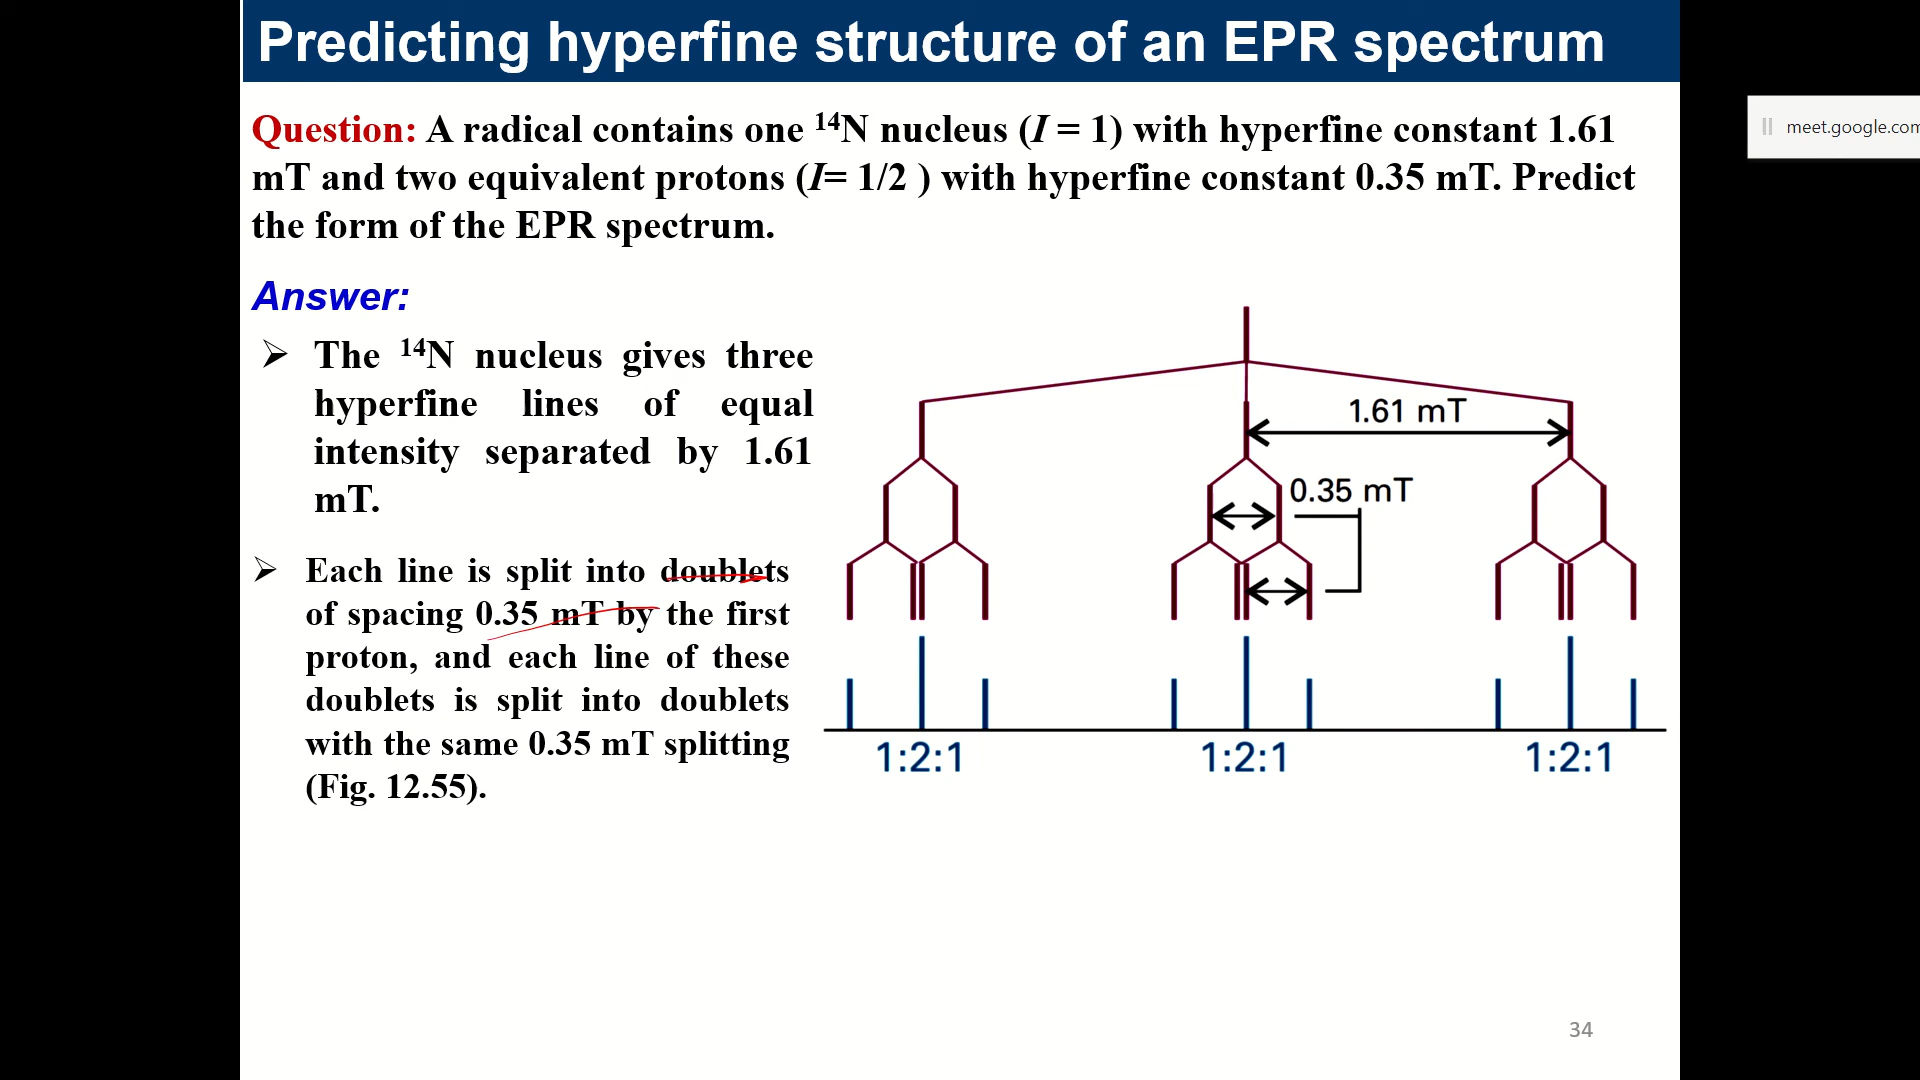 Predicting hyperfine structure of an EPR spectrum
meet.google.com
Question: A radical contains one ¹⁴N nucleus (I = 1) with hyperfine constant 1.61
mT and two equivalent protons (I= 1/2 ) with hyperfine constant 0.35 mT. Predict
the form of the EPR spectrum.
Answer:
➢ The ¹⁴N nucleus gives three
hyperfine lines of equal
intensity separated by 1.61
mT.
➢ Each line is split into doublets
of spacing 0.35 mT by the first
proton, and each line of these
doublets is split into doublets
with the same 0.35 mT splitting
(Fig. 12.55).
1.61 mT
0.35 mT
1:2:1 1:2:1 1:2:1
34